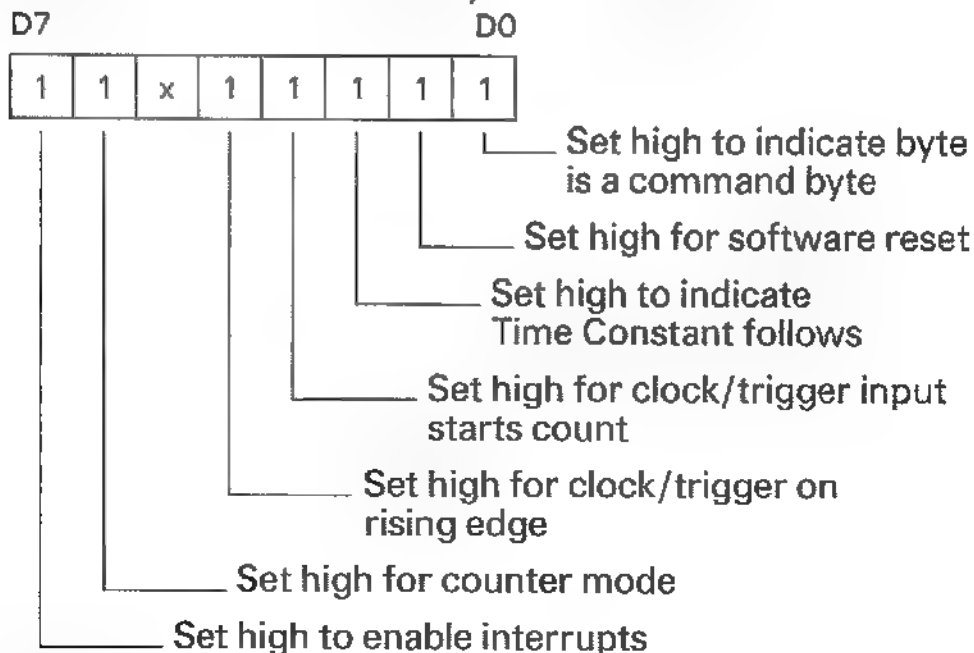 D7 D0
1 1 x 1 1 1 1 1
Set high to indicate byte
is a command byte
Set high for software reset
Set high to indicate
Time Constant follows
Set high for clock/trigger input
starts count
Set high for clock/trigger on
rising edge
Set high for counter mode
Set high to enable interrupts